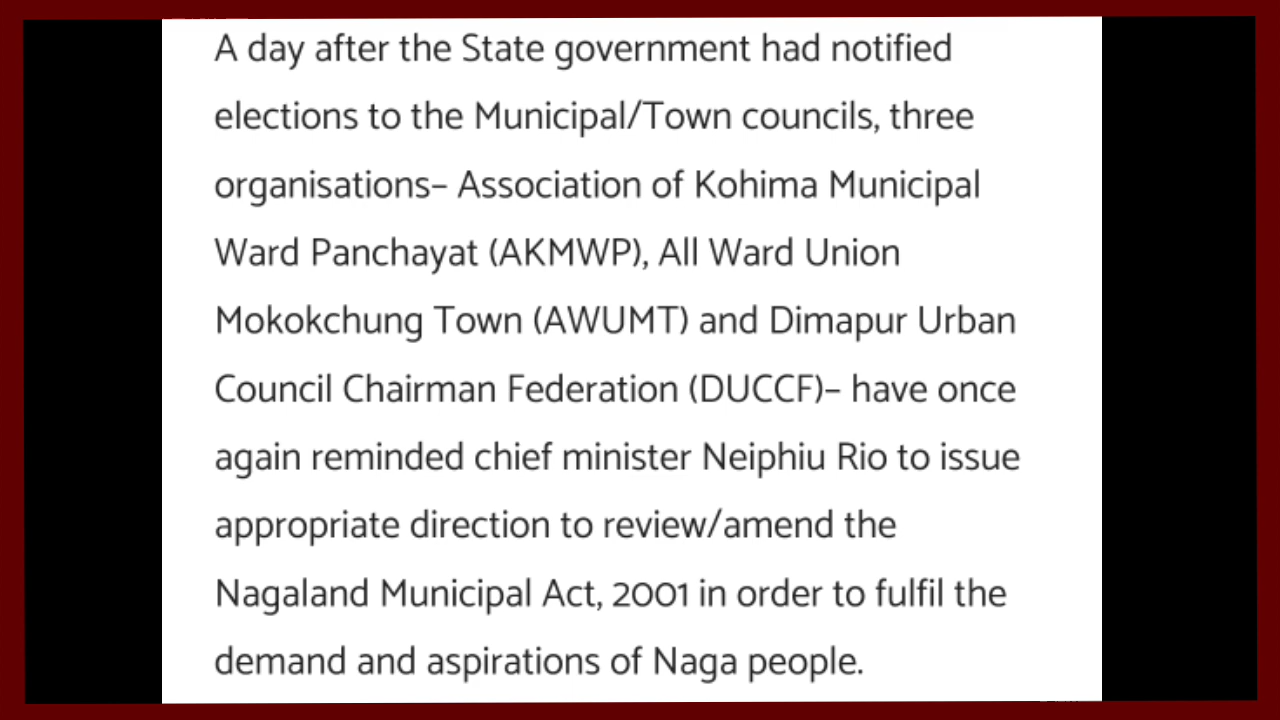 A day after the State government had notified
elections to the Municipal/Town councils, three
organisations– Association of Kohima Municipal
Ward Panchayat (AKMWP), All Ward Union
Mokokchung Town (AWUMT) and Dimapur Urban
Council Chairman Federation (DUCCF)– have once
again reminded chief minister Neiphiu Rio to issue
appropriate direction to review/amend the
Nagaland Municipal Act, 2001 in order to fulfil the
demand and aspirations of Naga people.